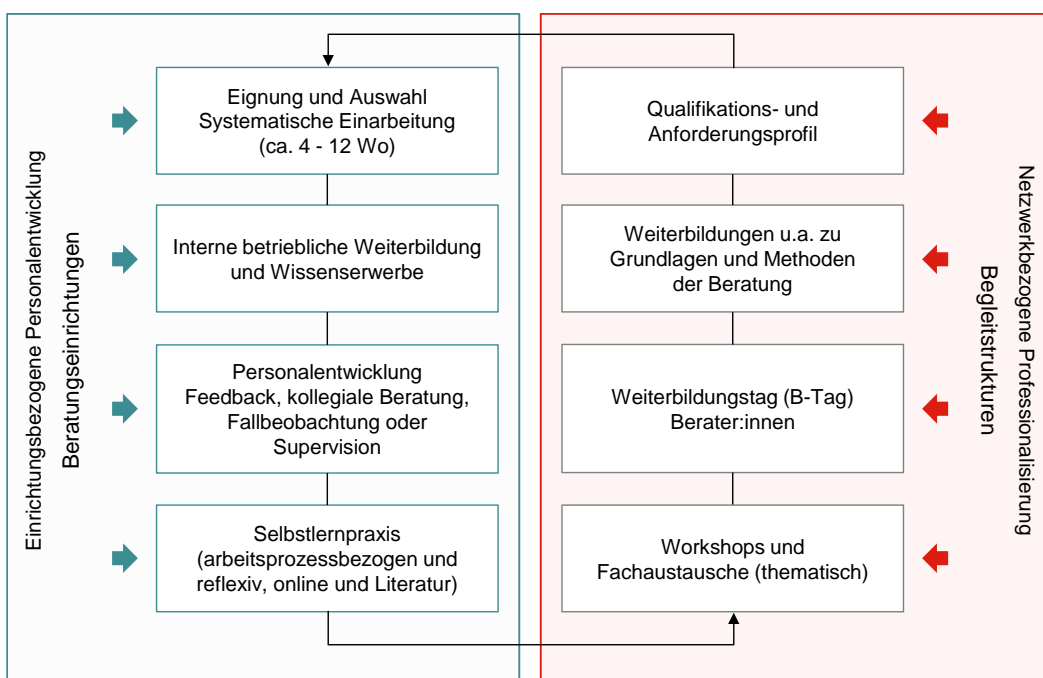 Einrichtungsbezogene Personalentwicklung
Beratungseinrichtungen
Eignung und Auswahl
Systematische Einarbeitung
(ca. 4 - 12 Wo)
Interne betriebliche Weiterbildung
und Wissenserwerbe
Personalentwicklung
Feedback, kollegiale Beratung,
Fallbeobachtung oder
Supervision
Selbstlernpraxis
(arbeitsprozessbezogen und
reflexiv, online und Literatur)
Qualifikations- und
Anforderungsprofil
Weiterbildungen u.a. zu
Grundlagen und Methoden
der Beratung
Weiterbildungstag (B-Tag)
Berater:innen
Workshops und
Fachaustausche (thematisch)
Netzwerkbezogene Professionalisierung
Begleitstrukturen